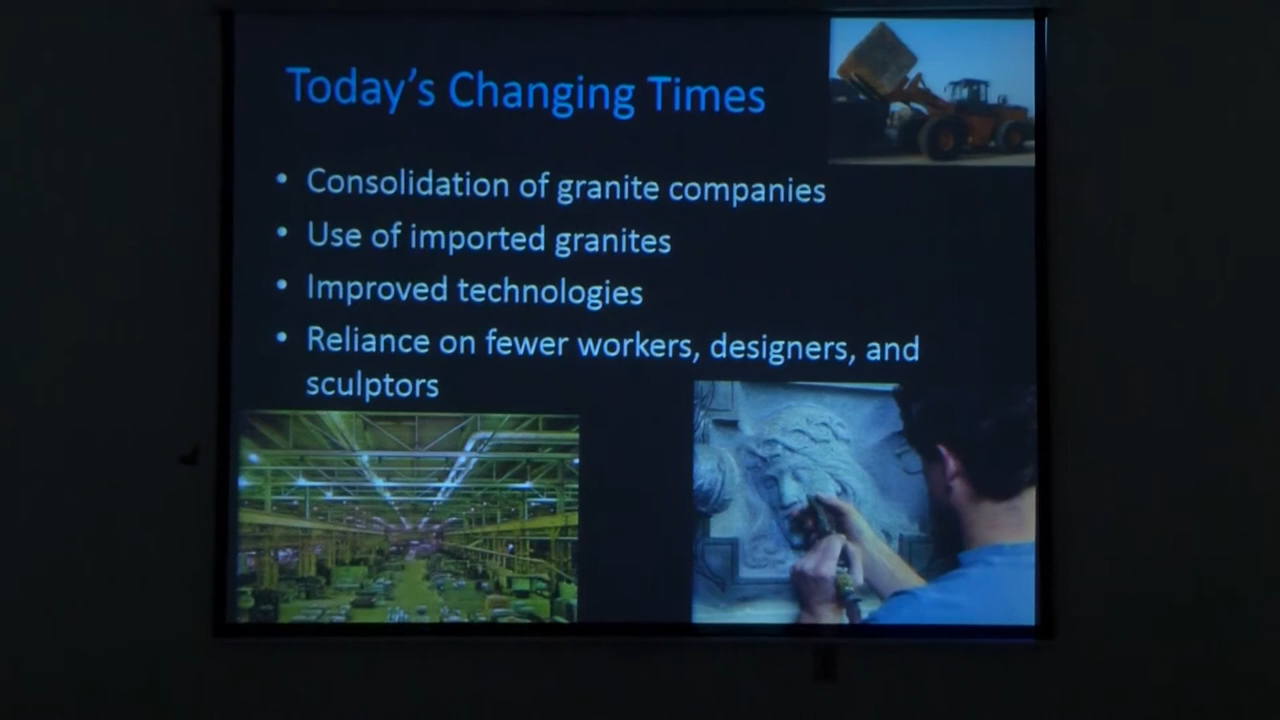 Today's Changing Times
• Consolidation of granite companies
• Use of imported granites
• Improved technologies
• Reliance on fewer workers, designers, and
sculptors